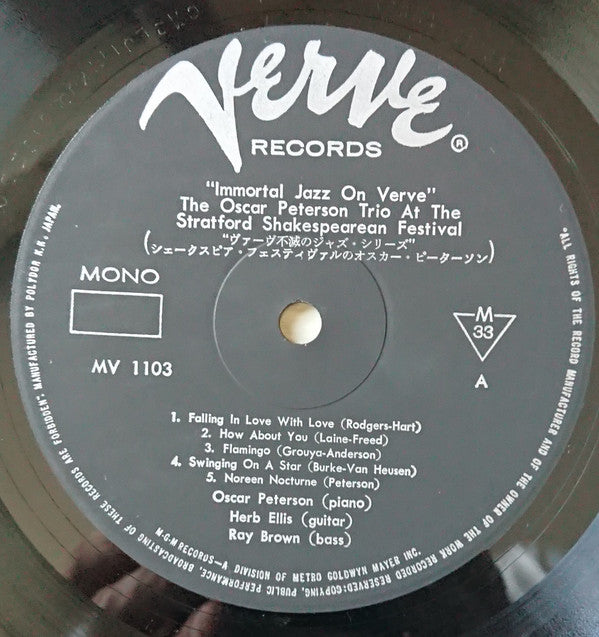 Verve
RECORDS ®
"Immortal Jazz On Verve"
The Oscar Peterson Trio At The
Stratford Shakespearean Festival
"ヴァーヴ不滅のジャズ・シリーズ"
(シェークスピア・フェスティヴァルのオスカー・ピーターソン)
MONO
MV 1103
M
33
A
1. Falling In Love With Love (Rodgers-Hart)
2. How About You (Laine-Freed)
3. Flamingo (Grouya-Anderson)
4. Swinging On A Star (Burke-Van Heusen)
5. Noreen Nocturne (Peterson)
Oscar Peterson (piano)
Herb Ellis (guitar)
Ray Brown (bass)
M-G-M RECORDS—A DIVISION OF METRO GOLDWYN MAYER INC.
"ALL RIGHTS OF THE RECORD MANUFACTURER AND OF THE OWNER OF THE WORK RECORDED RESERVED: COPYING, PUBLIC PERFORMANCE, BROADCASTING OF THESE RECORDS ARE FORBIDDEN"; MANUFACTURED BY POLYDOR K.K. JAPAN.